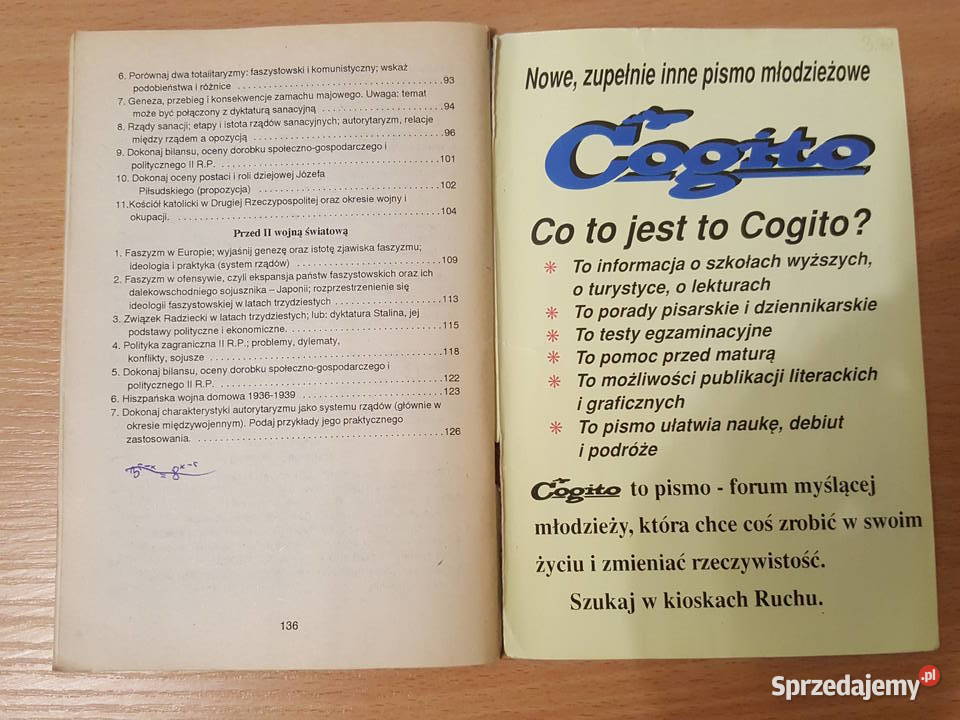 6. Porównaj dwa totalitaryzmy: faszystowski i komunistyczny; wskaż
podobieństwa i różnice ........................................93
7. Geneza, przebieg i konsekwencje zamachu majowego. Uwaga: temat
może być połączony z dyktaturą sanacyjną ........................94
8. Rządy sanacji; etapy i istota rządów sanacyjnych; autorytaryzm, relacje
między rządem a opozycją .................................96
9. Dokonaj bilansu, oceny dorobku społeczno-gospodarczego i
politycznego II R.P. ........................................101
10. Dokonaj oceny postaci i roli dziejowej Józefa
Piłsudskiego (propozycja) .................................102
11.Kościół katolicki w Drugiej Rzeczypospolitej oraz okresie wojny i
okupacji. ................................................104
Przed II wojną światową
1. Faszyzm w Europie; wyjaśnij genezę oraz istotę zjawiska faszyzmu;
ideologia i praktyka (system rządów) ........................109
2. Faszyzm w ofensywie, czyli ekspansja państw faszystowskich oraz ich
dalekowschodniego sojusznika – Japonii; rozprzestrzenienie się
ideologii faszystowskiej w latach trzydziestych ..................113
3. Związek Radziecki w latach trzydziestych; lub: dyktatura Stalina, jej
podstawy polityczne i ekonomiczne. ........................115
4. Polityka zagraniczna II R.P.; problemy, dylematy,
konflikty, sojusze ........................................118
5. Dokonaj bilansu, oceny dorobku społeczno-gospodarczego i
politycznego II R.P. ........................................122
6. Hiszpańska wojna domowa 1936-1939 ........................123
7. Dokonaj charakterystyki autorytaryzmu jako systemu rządów (głównie w
okresie międzywojennym). Podaj przykłady jego praktycznego
zastosowania. ........................................126
136
Nowe, zupełnie inne pismo młodzieżowe
Cogito
Co to jest to Cogito?
To informacja o szkołach wyższych,
o turystyce, o lekturach
To porady pisarskie i dziennikarskie
To testy egzaminacyjne
To pomoc przed maturą
To możliwości publikacji literackich
i graficznych
To pismo ułatwia naukę, debiut
i podróże
Cogito to pismo - forum myślącej
młodzieży, która chce coś zrobić w swoim
życiu i zmieniać rzeczywistość.
Szukaj w kioskach Ruchu.
Sprzedajemy.pl